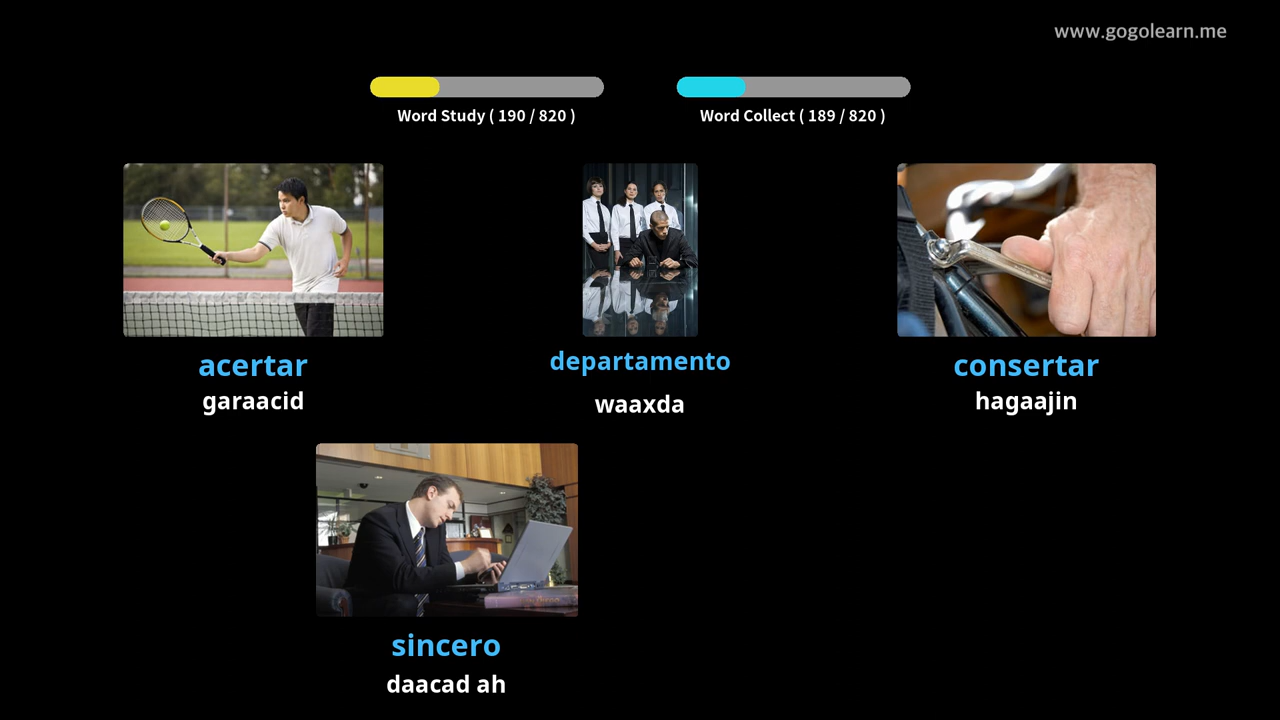 www.gogolearn.me
Word Study ( 190 / 820 )
Word Collect ( 189 / 820 )
acertar
garaacid
departamento
waaxda
consertar
hagaajin
sincero
daacad ah